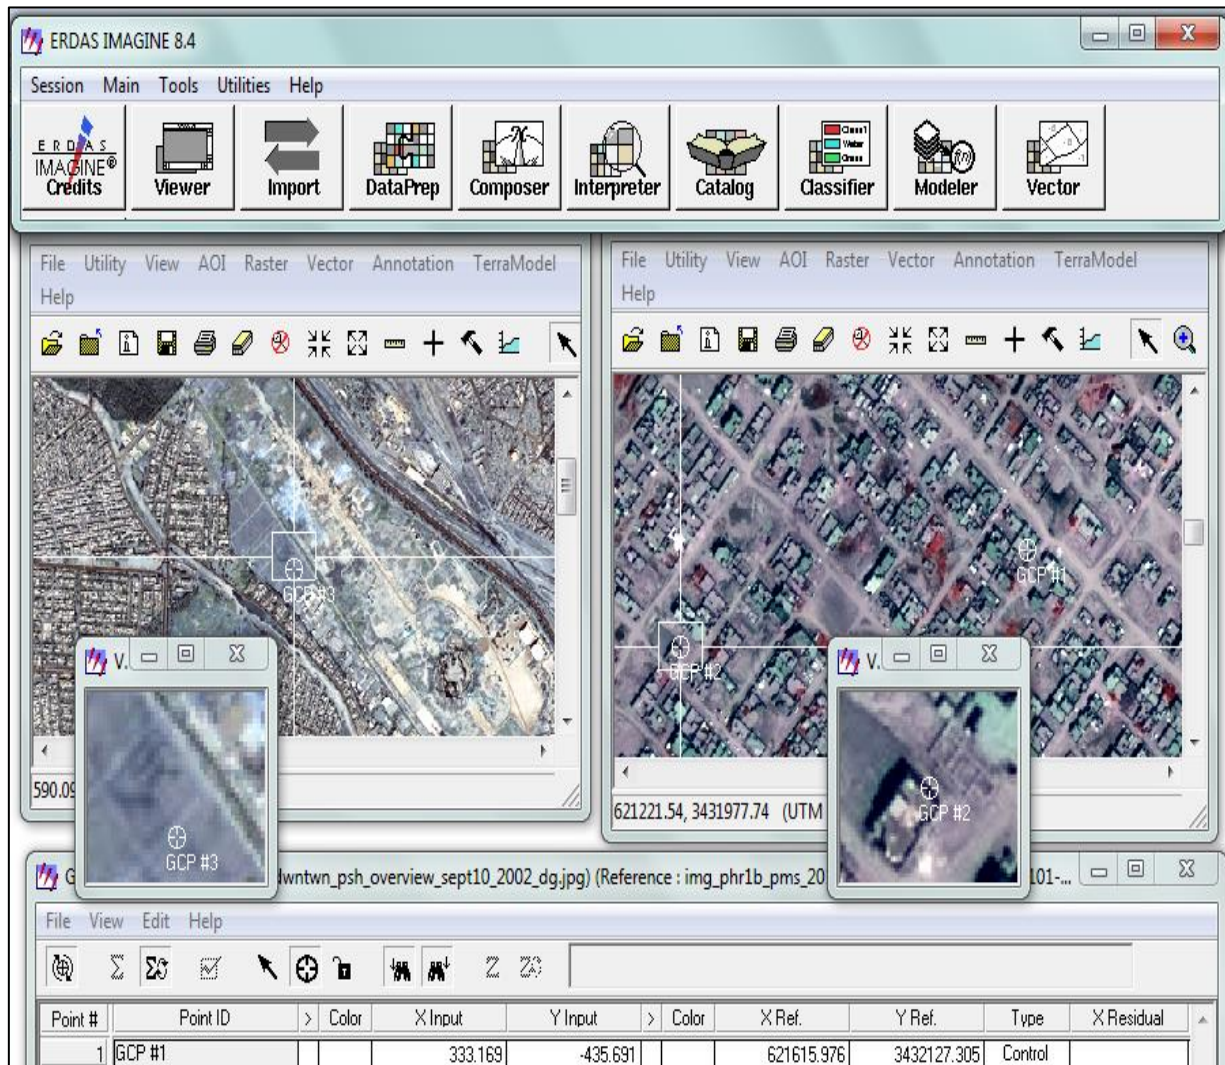 ERDAS IMAGINE 8.4
Session Main Tools Utilities Help
ERDAS
IMAGINE®
Credits
Viewer
Import
DataPrep
Composer
Interpreter
Class1
Water
Catalog
Classifier
Modeler
Vector
File Utility View AOI Raster Vector Annotation TerraModel
Help
File Utility View AOI Raster Vector Annotation TerraModel
Help
GCP #3
GCP #1
GCP #2
V.
V.
GCP #3
GCP #2
590.09
621221.54, 3431977.74 (UTM
G dwntwn_psh_overview_sept10_2002_dg.jpg) (Reference : img_phr1b_pms_20 101-...
File View Edit Help
Point # Point ID > Color X Input Y Input > Color X Ref. Y Ref. Type X Residual
1 GCP #1 333.169 -435.691 621615.976 3432127.305 Control